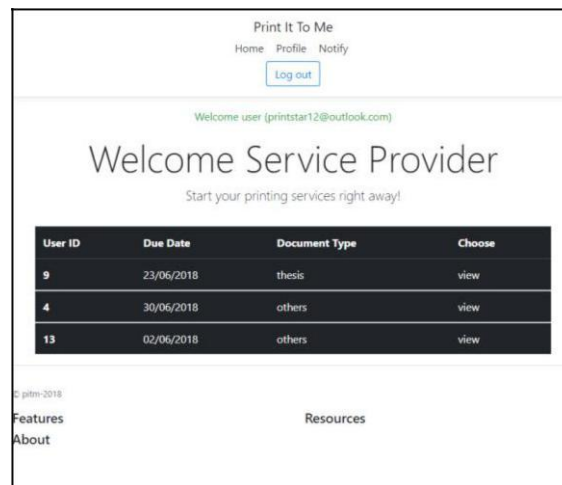 Print It To Me
Home Profile Notify
Log out
Welcome user (printstar12@outlook.com)
Welcome Service Provider
Start your printing services right away!
User ID Due Date Document Type Choose
9 23/06/2018 thesis view
4 30/06/2018 others view
13 02/06/2018 others view
© pitm-2018
Features Resources
About